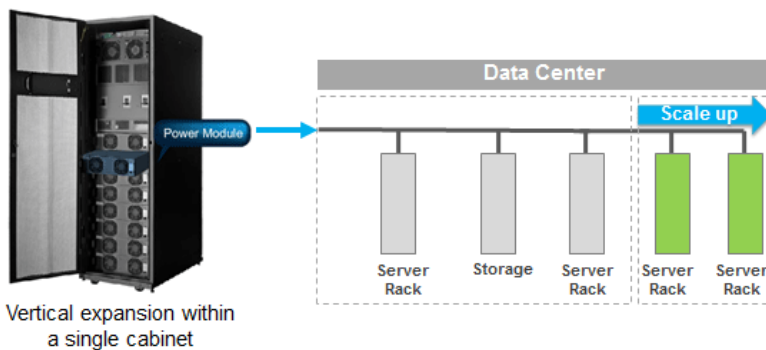 Data Center
Scale up
Power Module
Server
Rack
Storage
Server
Rack
Server
Rack
Server
Rack
Vertical expansion within
a single cabinet